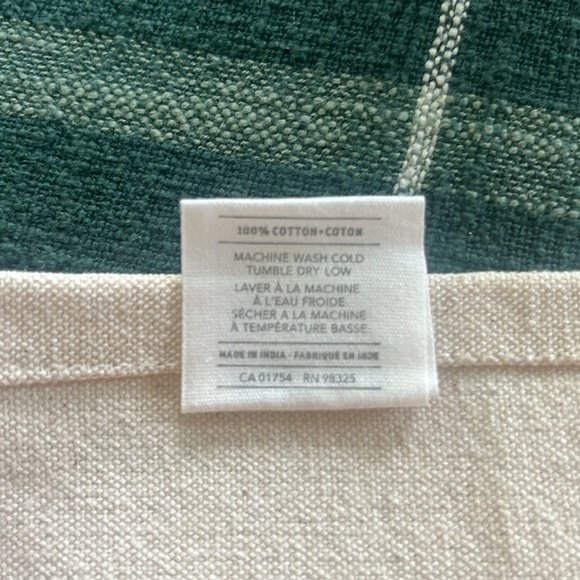 100% COTTON • COTON
MACHINE WASH COLD
TUMBLE DRY LOW
LAVER À LA MACHINE
À L'EAU FROIDE
SÉCHER A LA MACHINE
À TEMPÉRATURE BASSE
MADE IN INDIA · FABRIQUÉ EN INDE
CA 01754 RN 98325